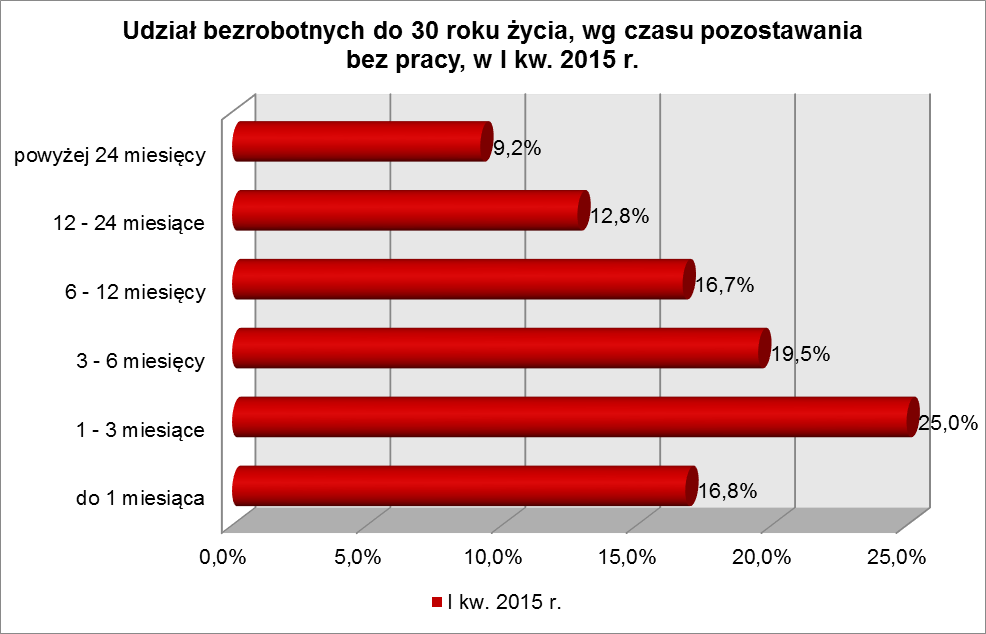 Udział bezrobotnych do 30 roku życia, wg czasu pozostawania
bez pracy, w I kw. 2015 r.
powyżej 24 miesięcy
9,2%
12 - 24 miesiące
12,8%
6 - 12 miesięcy
16,7%
3 - 6 miesięcy
19,5%
1 - 3 miesiące
25,0%
do 1 miesiąca
16,8%
0,0% 5,0% 10,0% 15,0% 20,0% 25,0%
I kw. 2015 r.